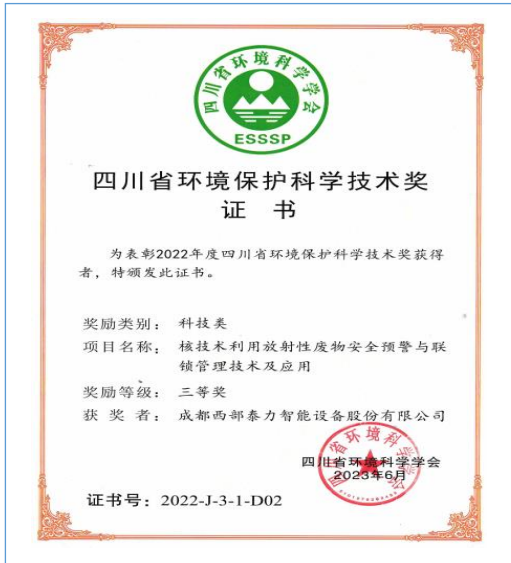 四川省环境科学学会
ESSSP
四川省环境保护科学技术奖
证 书
为表彰2022年度四川省环境保护科学技术奖获得
者，特颁发此证书。
奖励类别： 科技类
项目名称： 核技术利用放射性废物安全预警与联
锁管理技术及应用
奖励等级： 三等奖
获 奖 者： 成都西部泰力智能设备股份有限公司
四川省环境科学学会
四川省环境科学学会
2023年6月
证书号：2022-J-3-1-D02